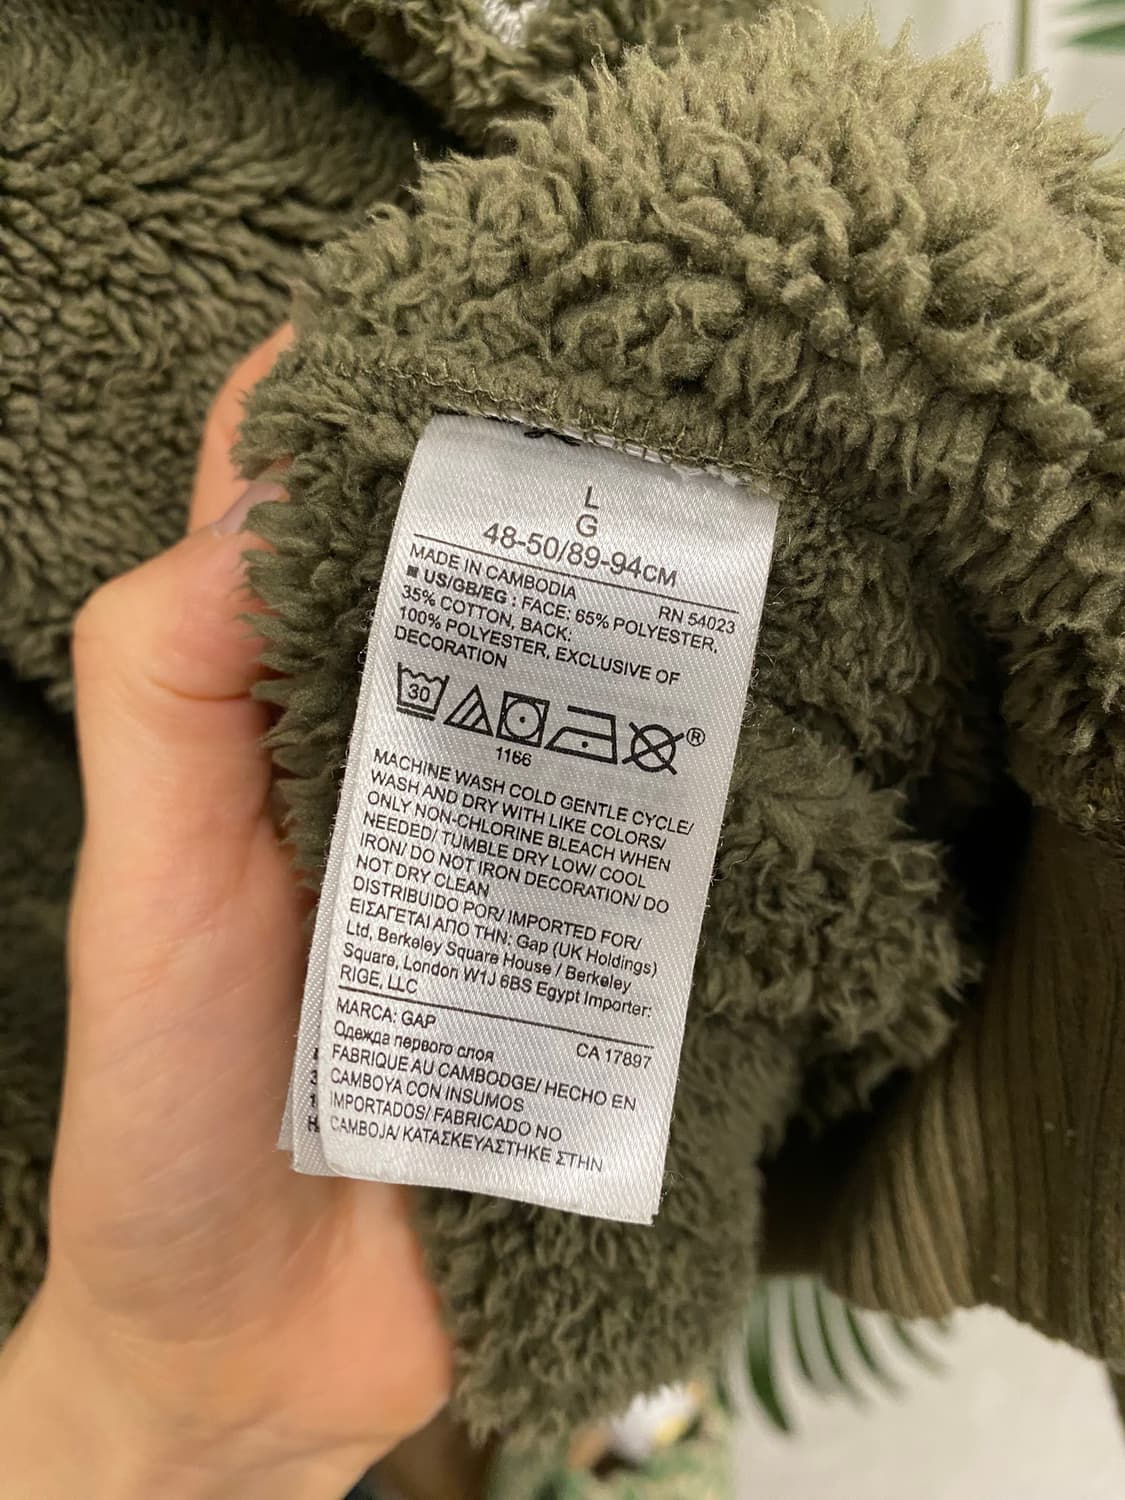 L
G
48-50/89-94CM
MADE IN CAMBODIA
RN 54023
■ US/GB/EG : FACE: 65% POLYESTER,
35% COTTON, BACK:
100% POLYESTER, EXCLUSIVE OF
DECORATION
30
®
1166
MACHINE WASH COLD GENTLE CYCLE/
WASH AND DRY WITH LIKE COLORS/
ONLY NON-CHLORINE BLEACH WHEN
NEEDED/ TUMBLE DRY LOW/ COOL
IRON/ DO NOT IRON DECORATION/ DO
NOT DRY CLEAN
DISTRIBUIDO POR/ IMPORTED FOR/
ΕΙΣΑΓΕΤΑΙ ΑΠΟ ΤΗΝ: Gap (UK Holdings)
Ltd. Berkeley Square House / Berkeley
Square, London W1J 6BS Egypt Importer:
RIGE, LLC
MARCA: GAP
CA 17897
Одежда первого слоя
FABRIQUE AU CAMBODGE/ HECHO EN
CAMBOYA CON INSUMOS
IMPORTADOS/ FABRICADO NO
CAMBOJA/ ΚΑΤΑΣΚΕΥΑΣΤΗΚΕ ΣΤΗΝ